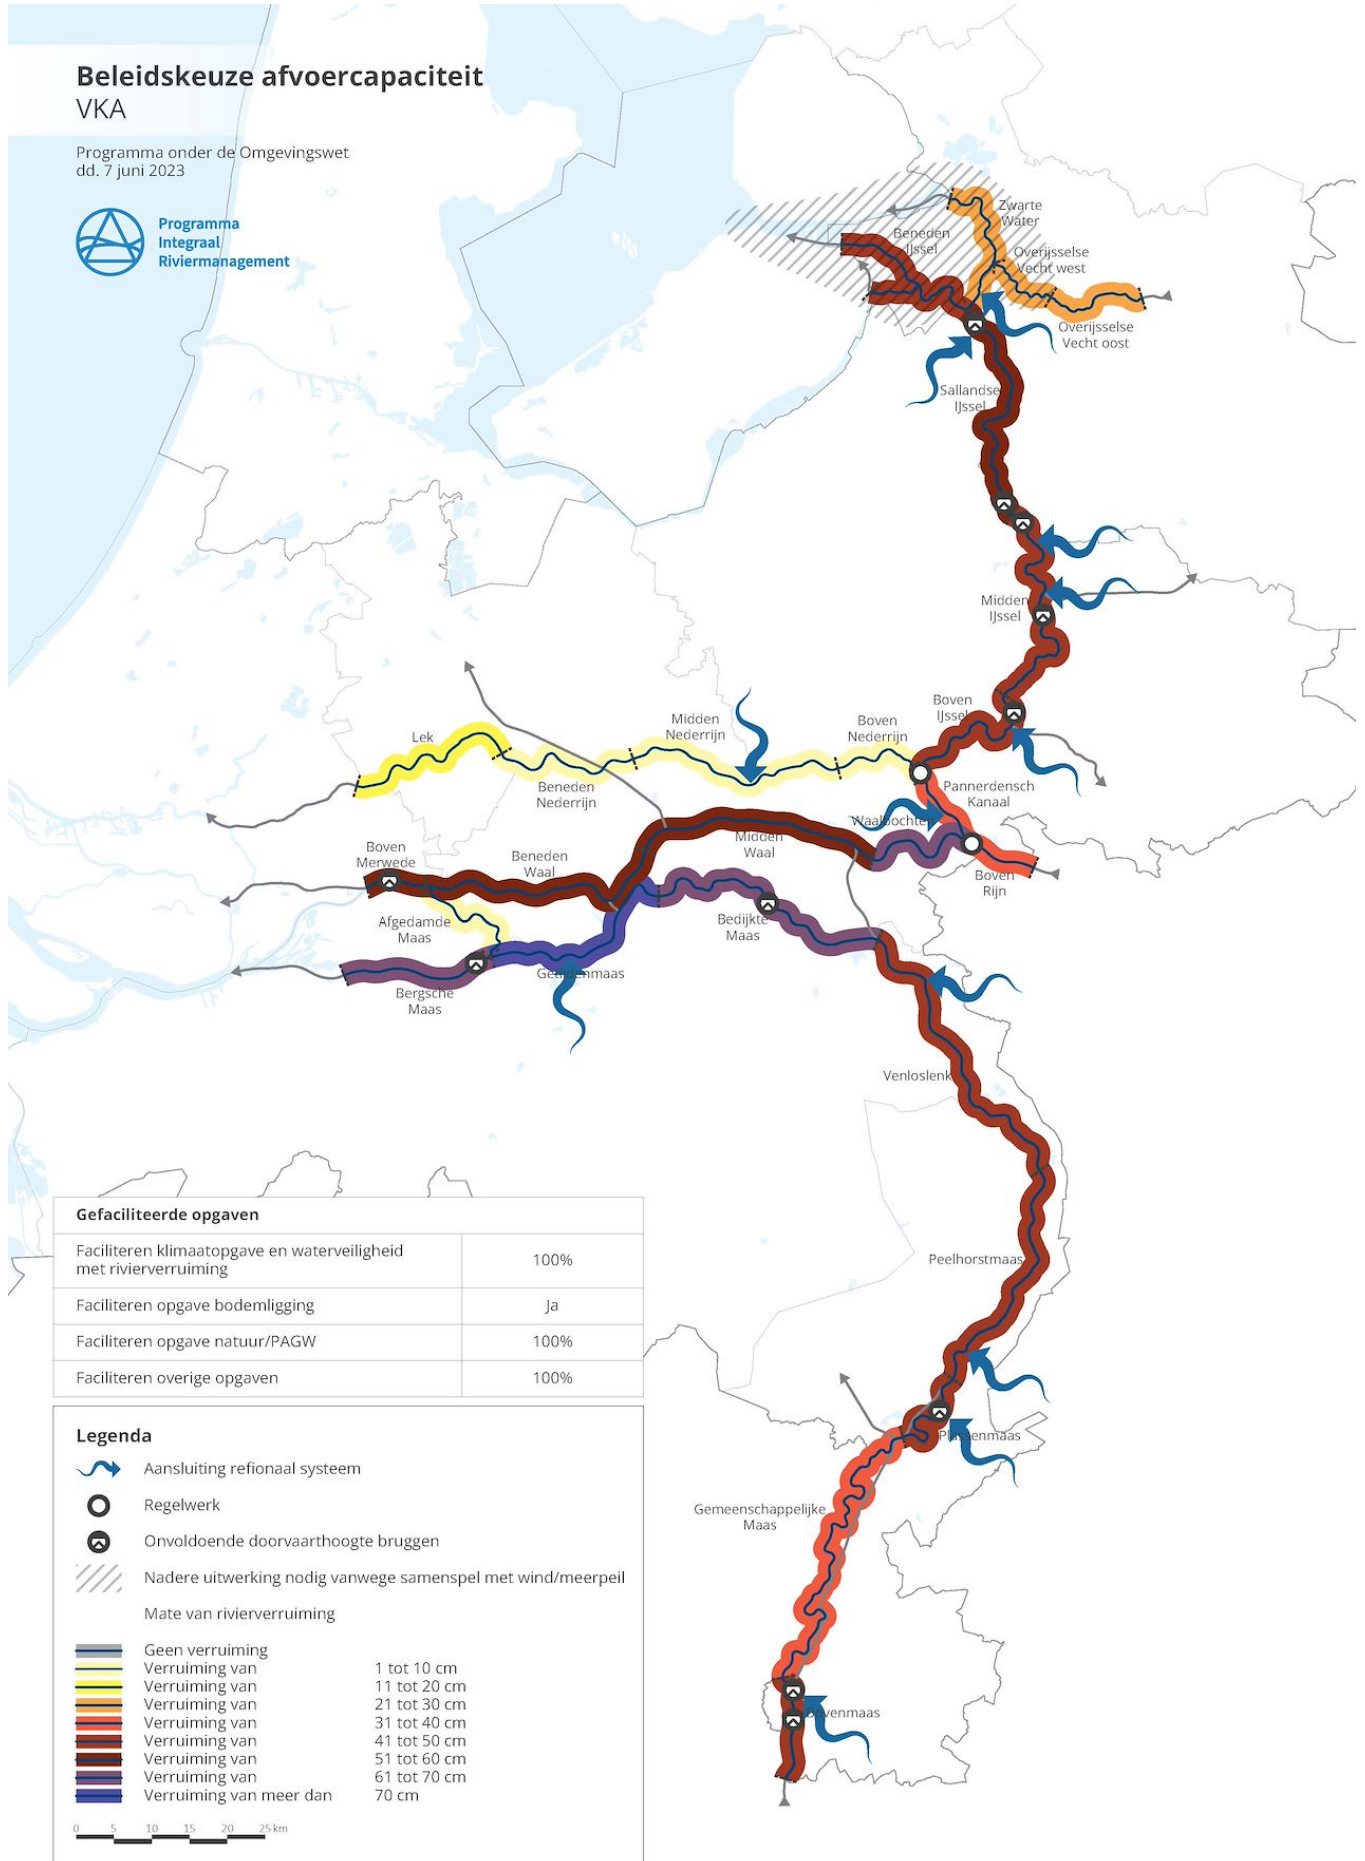 Beleidskeuze afvoercapaciteit
VKA
Programma onder de Omgevingswet
dd. 7 juni 2023
Programma
Integraal
Riviermanagement
Zwarte
Water
Beneden
IJssel
Overijsselse
Vecht west
Overijsselse
Vecht oost
Sallandse
IJssel
Midden
IJssel
Boven
IJssel
Lek
Midden
Nederrijn
Boven
Nederrijn
Beneden
Nederrijn
Pannerdensch
Kanaal
Waalbochten
Boven
Rijn
Midden
Waal
Boven
Merwede
Beneden
Waal
Afgedamde
Maas
Bedijkte
Maas
Getijdenmaas
Bergsche
Maas
Venloslenk
Peelhorstmaas
Plassenmaas
Gemeenschappelijke
Maas
Bovenmaas
Gefaciliteerde opgaven
Faciliteren klimaatopgave en waterveiligheid
met rivierverruiming
100%
Faciliteren opgave bodemligging
Ja
Faciliteren opgave natuur/PAGW
100%
Faciliteren overige opgaven
100%
Legenda
Aansluiting refionaal systeem
Regelwerk
Onvoldoende doorvaarthoogte bruggen
Nadere uitwerking nodig vanwege samenspel met wind/meerpeil
Mate van rivierverruiming
Geen verruiming
Verruiming van 1 tot 10 cm
Verruiming van 11 tot 20 cm
Verruiming van 21 tot 30 cm
Verruiming van 31 tot 40 cm
Verruiming van 41 tot 50 cm
Verruiming van 51 tot 60 cm
Verruiming van 61 tot 70 cm
Verruiming van meer dan 70 cm
0 5 10 15 20 25 km